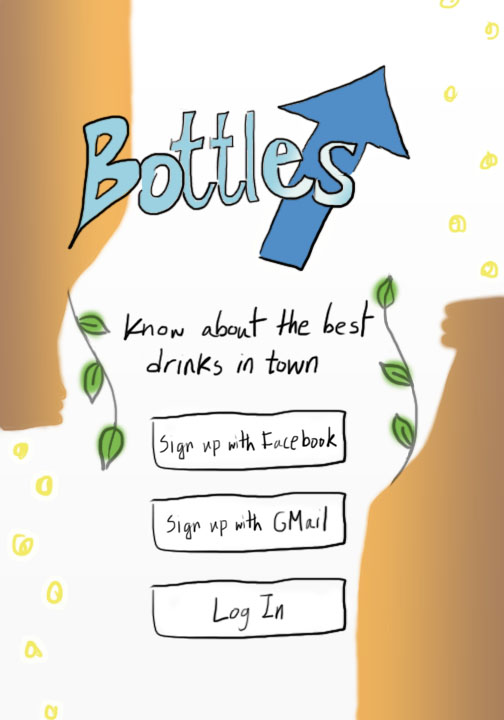 Bottles
Know about the best
drinks in town
Sign up with Facebook
Sign up with GMail
Log In